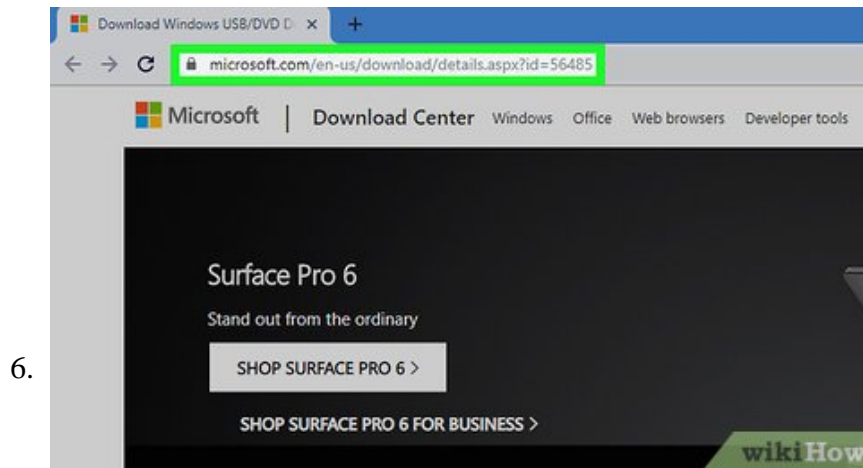 Download Windows USB/DVD D
microsoft.com/en-us/download/details.aspx?id=56485
Microsoft | Download Center Windows Office Web browsers Developer tools
Surface Pro 6
Stand out from the ordinary
SHOP SURFACE PRO 6 >
6.
SHOP SURFACE PRO 6 FOR BUSINESS >
wikiHow